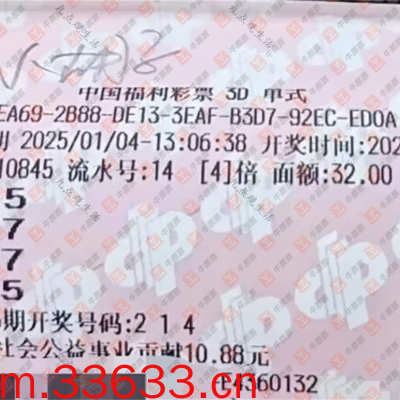 中国福利彩票 3D 单式
EA69-2B88-DE13-3EAF-B3D7-92EC-ED0A
期 2025/01/04-13:06:38 开奖时间:202
10845 流水号:14 [4]倍 面额:32.00
5
7
7
5
期开奖号码:2 1 4
社会公益事业贡献10.88元
m.33633.cn.com
E4360132